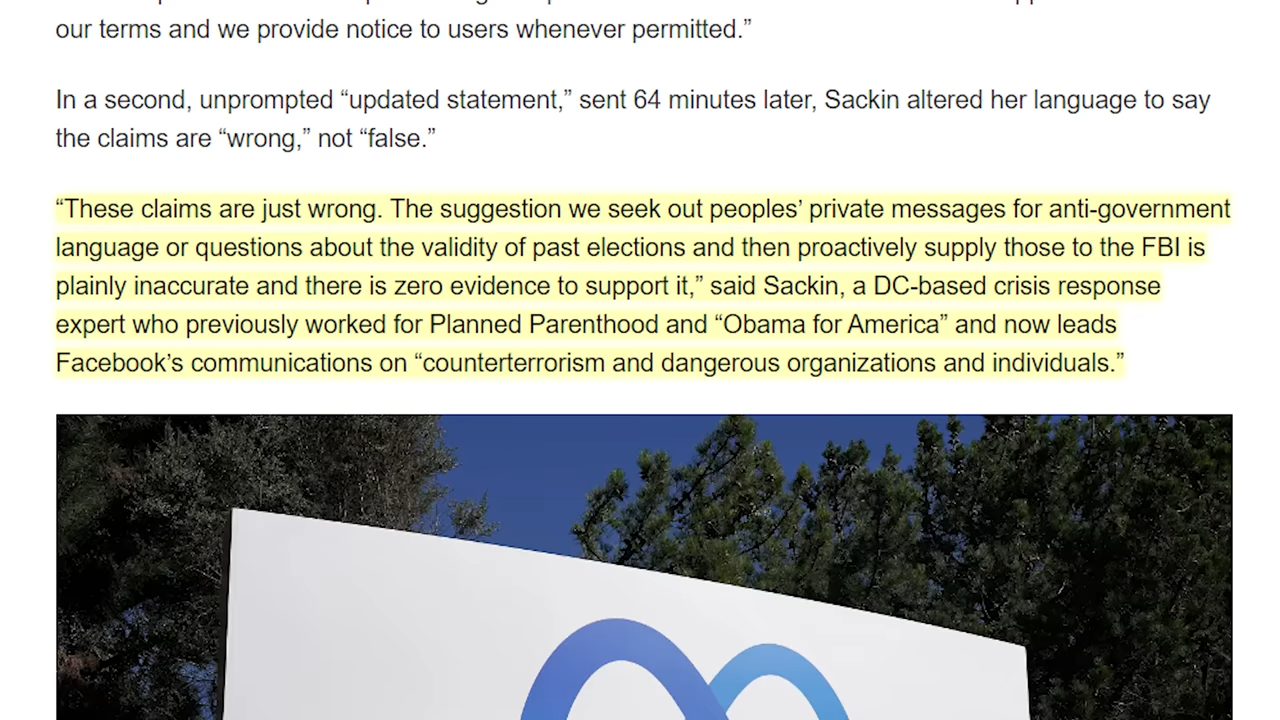 our terms and we provide notice to users whenever permitted.”
In a second, unprompted “updated statement,” sent 64 minutes later, Sackin altered her language to say
the claims are “wrong,” not “false.”
“These claims are just wrong. The suggestion we seek out peoples’ private messages for anti-government
language or questions about the validity of past elections and then proactively supply those to the FBI is
plainly inaccurate and there is zero evidence to support it,” said Sackin, a DC-based crisis response
expert who previously worked for Planned Parenthood and “Obama for America” and now leads
Facebook’s communications on “counterterrorism and dangerous organizations and individuals.”